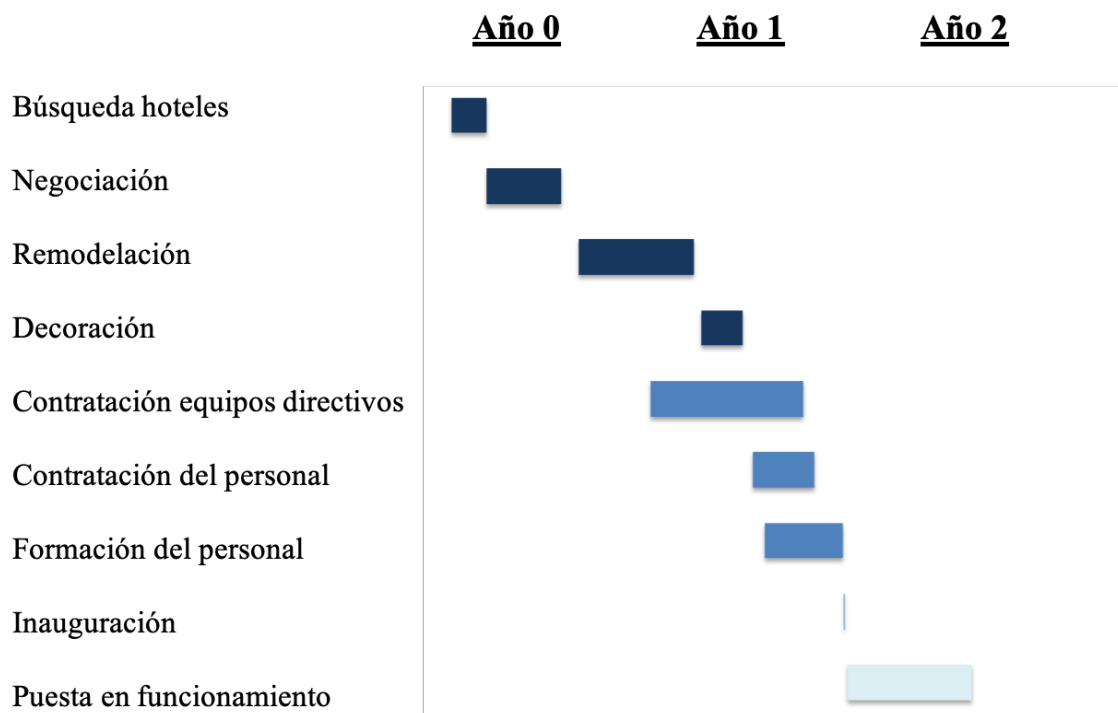 Año 0 Año 1 Año 2
Búsqueda hoteles
Negociación
Remodelación
Decoración
Contratación equipos directivos
Contratación del personal
Formación del personal
Inauguración
Puesta en funcionamiento